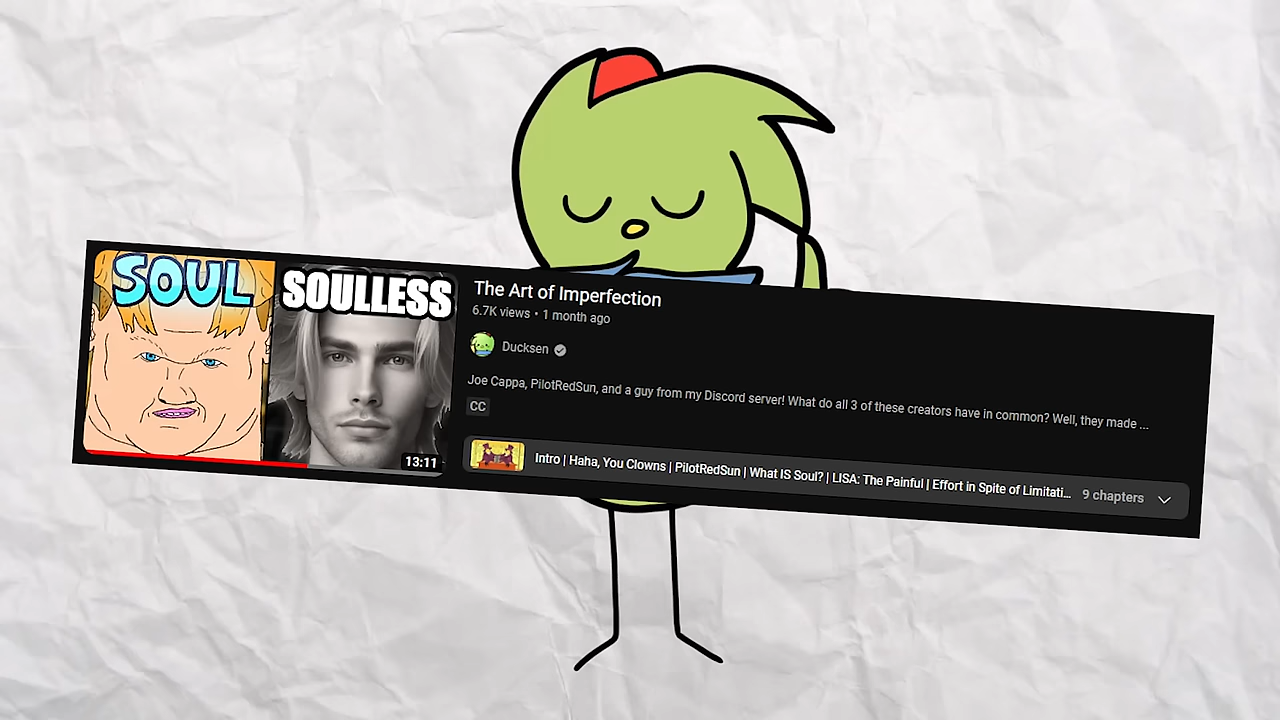 SOUL
SOULLESS
13:11
The Art of Imperfection
6.7K views • 1 month ago
Ducksen
Joe Cappa, PilotRedSun, and a guy from my Discord server! What do all 3 of these creators have in common? Well, they made ...
CC
Intro | Haha, You Clowns | PilotRedSun | What IS Soul? | LISA: The Painful | Effort in Spite of Limitati... 9 chapters